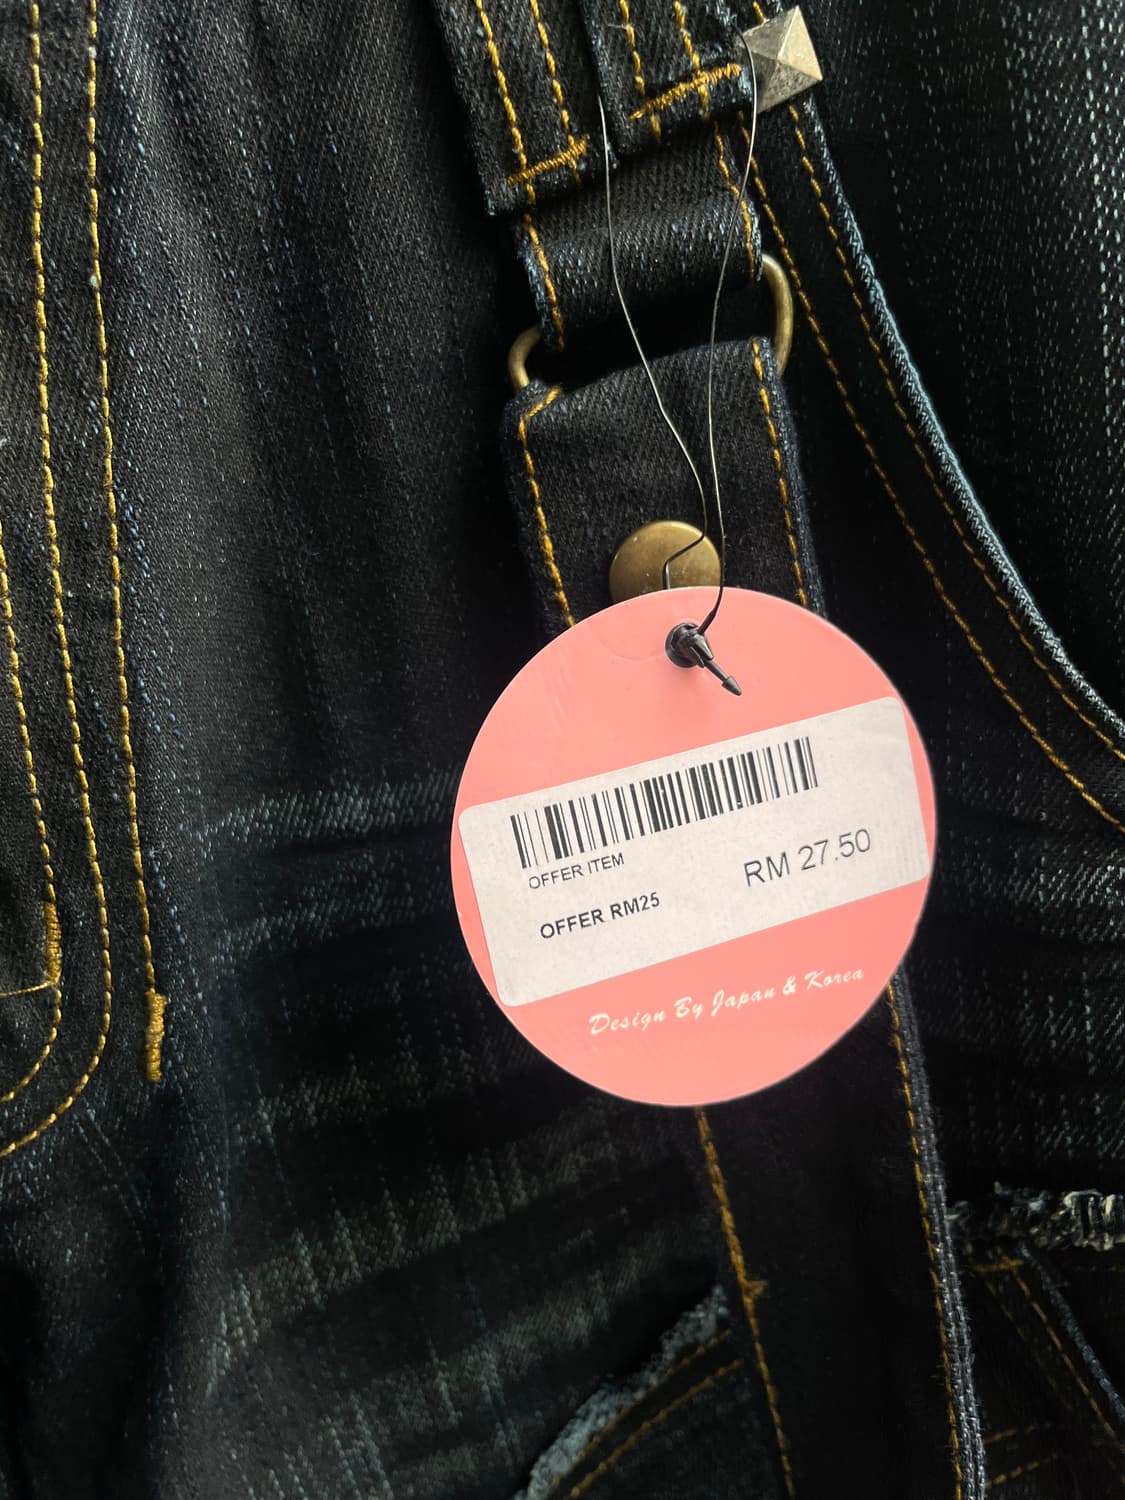 OFFER ITEM
RM 27.50
OFFER RM25
Design By Japan & Korea